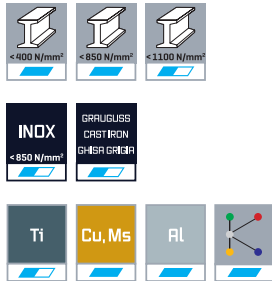 <400 N/mm² <850 N/mm² <1100 N/mm²
INOX
<850 N/mm²
GRAUGUSS
CAST IRON
GHISA GRIGIA
Ti Cu, Ms Al